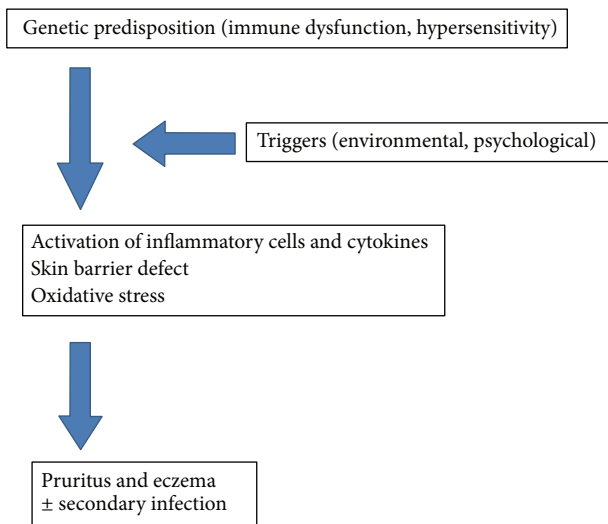 Genetic predisposition (immune dysfunction, hypersensitivity)
Triggers (environmental, psychological)
Activation of inflammatory cells and cytokines
Skin barrier defect
Oxidative stress
Pruritus and eczema
± secondary infection